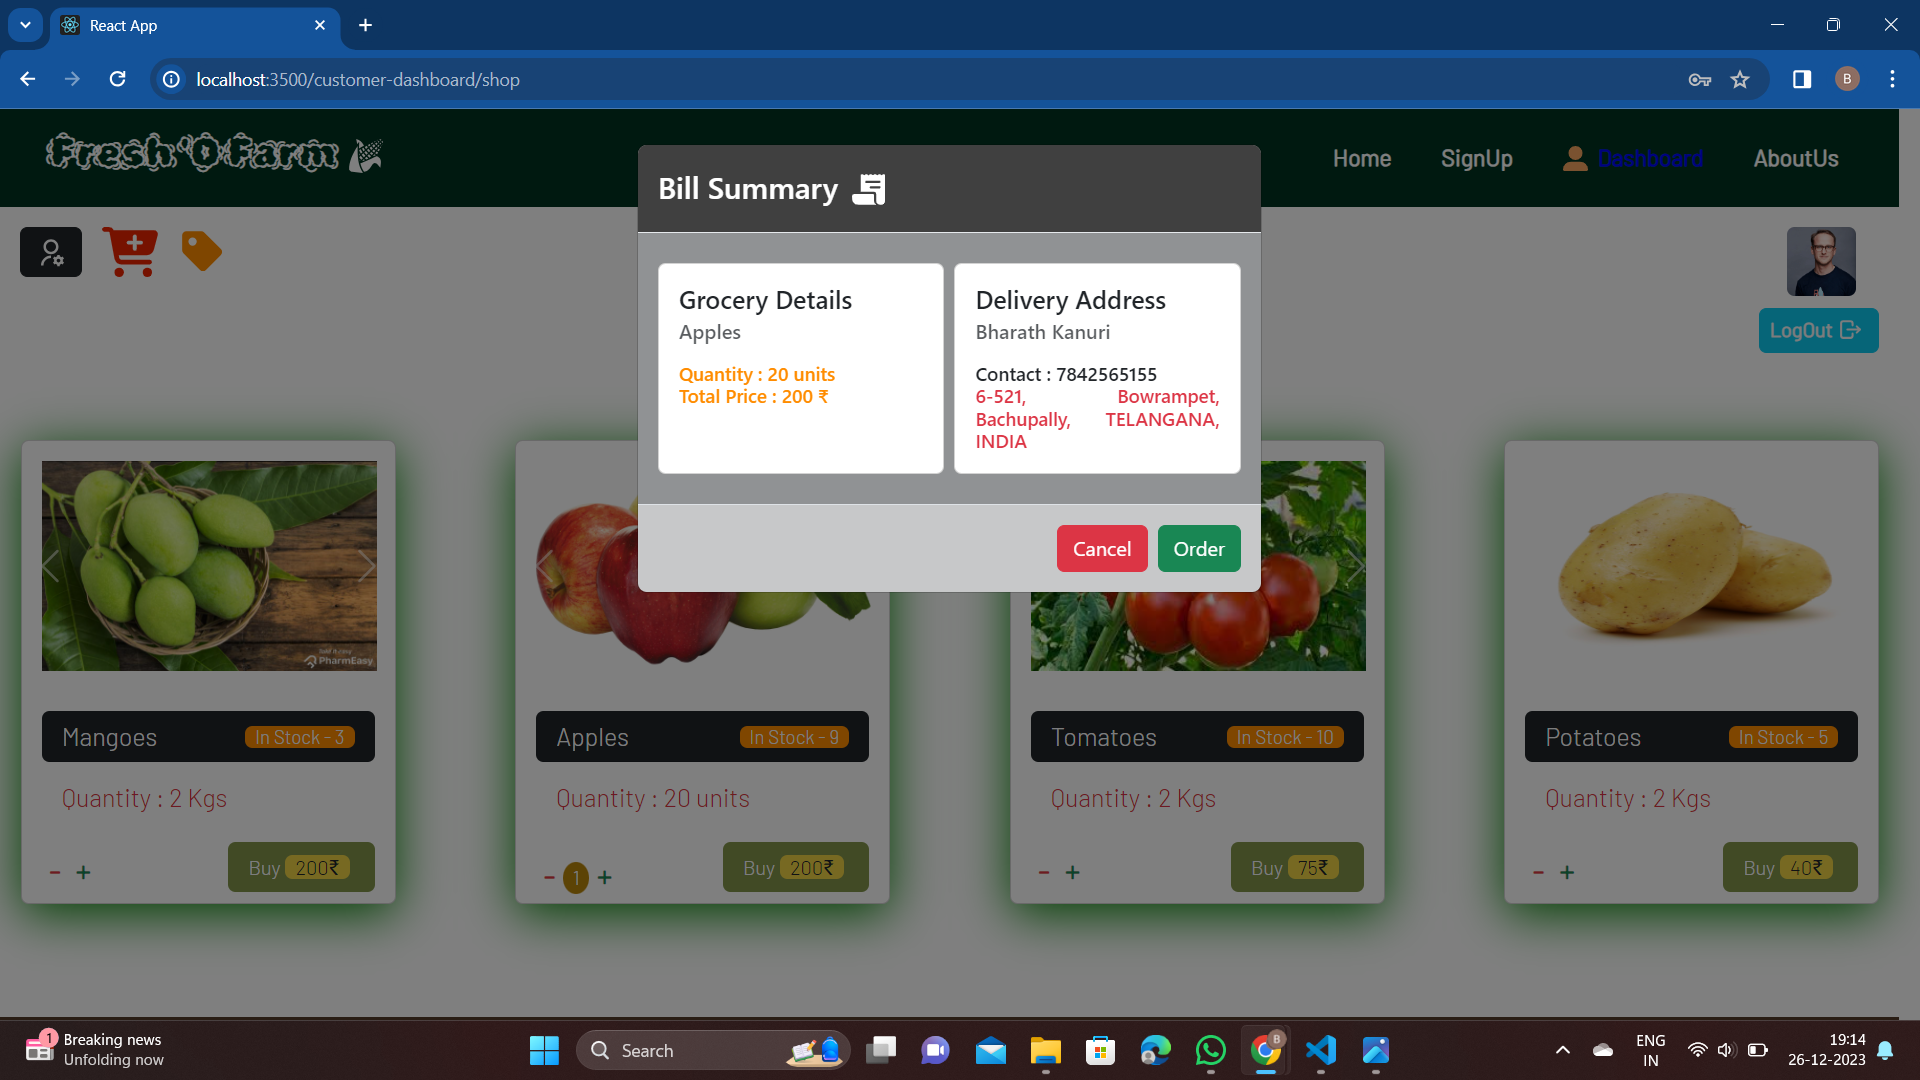 React App
localhost:3500/customer-dashboard/shop
B
Fresh'O'Farm
Home
SignUp
Dashboard
AboutUs
Bill Summary
LogOut
Grocery Details
Apples
Quantity : 20 units
Total Price : 200 ₹
Delivery Address
Bharath Kanuri
Contact : 7842565155
6-521, Bowrampet,
Bachupally, TELANGANA,
INDIA
Cancel
Order
PharmEasy
Mangoes
In Stock - 3
Quantity : 2 Kgs
- +
Buy 200₹
Apples
In Stock - 9
Quantity : 20 units
- 1 +
Buy 200₹
Tomatoes
In Stock - 10
Quantity : 2 Kgs
- +
Buy 75₹
Potatoes
In Stock - 5
Quantity : 2 Kgs
- +
Buy 40₹
1
Breaking news
Unfolding now
Search
B
ENG
IN
19:14
26-12-2023